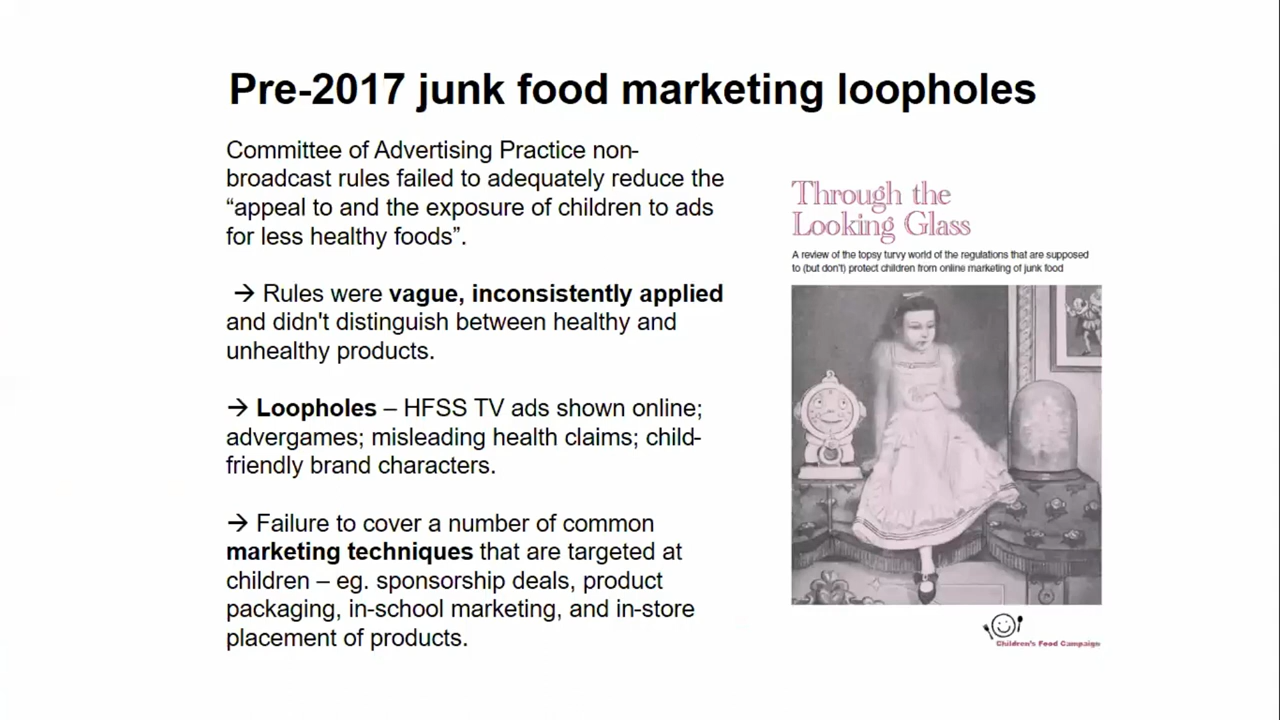 Pre-2017 junk food marketing loopholes
Committee of Advertising Practice non-
broadcast rules failed to adequately reduce the
“appeal to and the exposure of children to ads
for less healthy foods”.
→ Rules were vague, inconsistently applied
and didn't distinguish between healthy and
unhealthy products.
→ Loopholes – HFSS TV ads shown online;
advergames; misleading health claims; child-
friendly brand characters.
→ Failure to cover a number of common
marketing techniques that are targeted at
children – eg. sponsorship deals, product
packaging, in-school marketing, and in-store
placement of products.
Through the
Looking Glass
A review of the topsy turvy world of the regulations that are supposed
to (but don't) protect children from online marketing of junk food
Children's Food Campaign